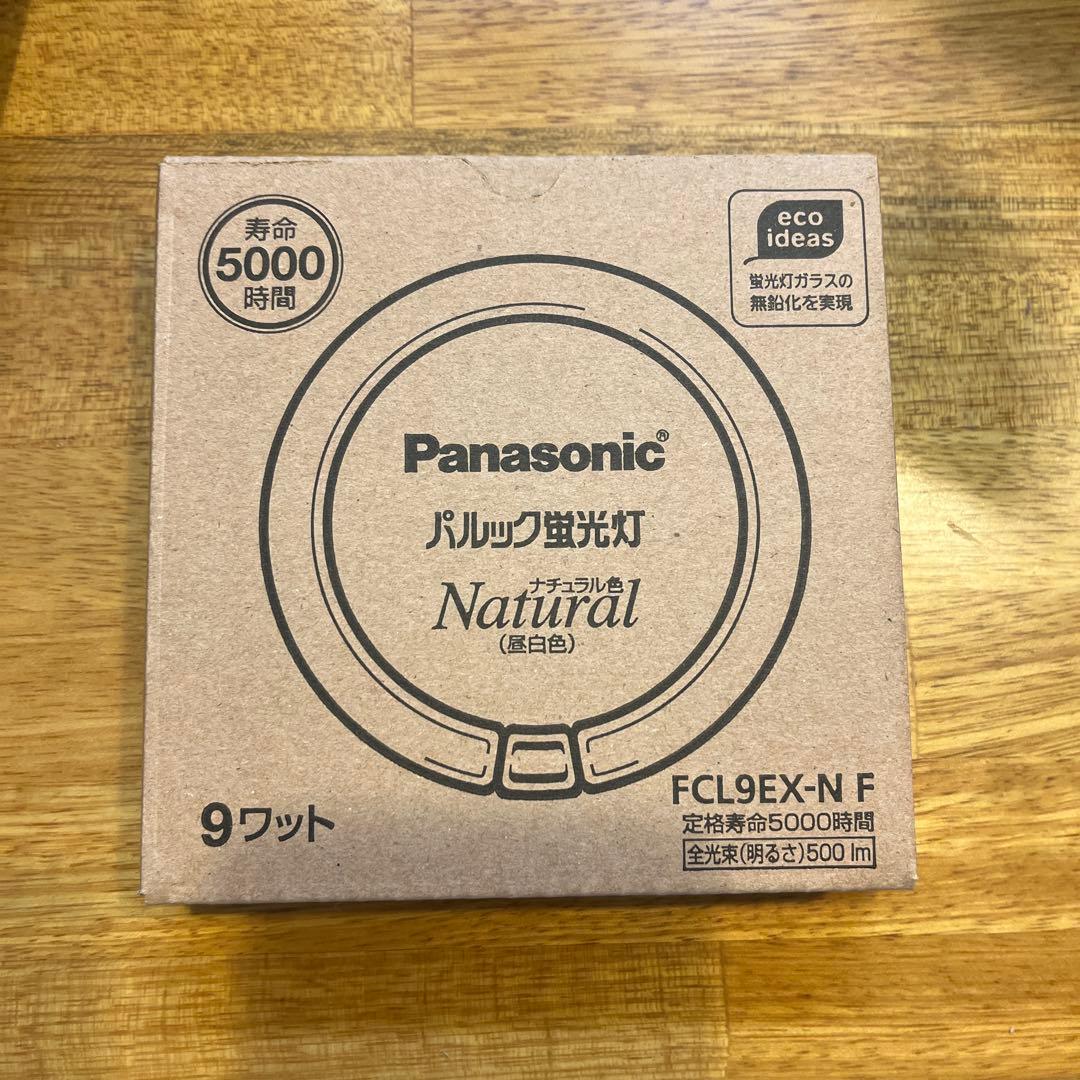 寿命
5000
時間
eco
ideas
蛍光灯ガラスの
無鉛化を実現
Panasonic®
パルック蛍光灯
ナチュラル色
Natural
(昼白色)
9ワット
FCL9EX-N F
定格寿命5000時間
全光束(明るさ)500 lm